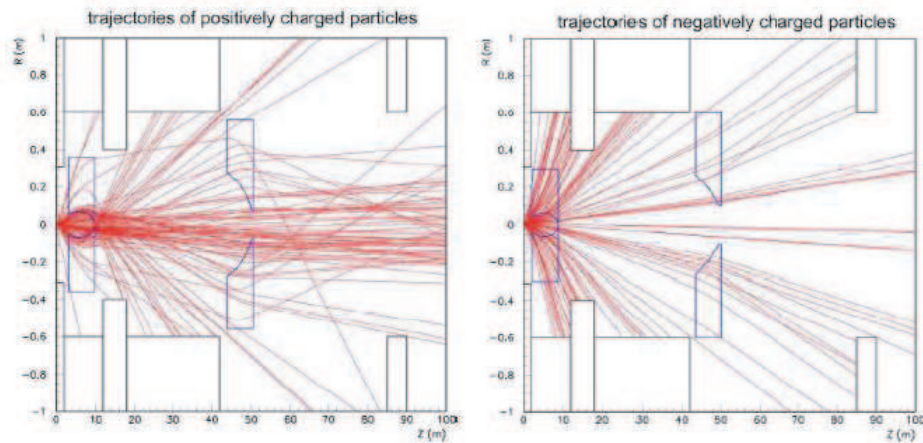 trajectories of positively charged particles
trajectories of negatively charged particles
R (m)
1
0.8
0.6
0.4
0.2
0
−0.2
−0.4
−0.6
−0.8
−1
0 10 20 30 40 50 60 70 80 90 100
Z (m)
R (m)
1
0.8
0.6
0.4
0.2
0
−0.2
−0.4
−0.6
−0.8
−1
0 10 20 30 40 50 60 70 80 90 100
Z (m)